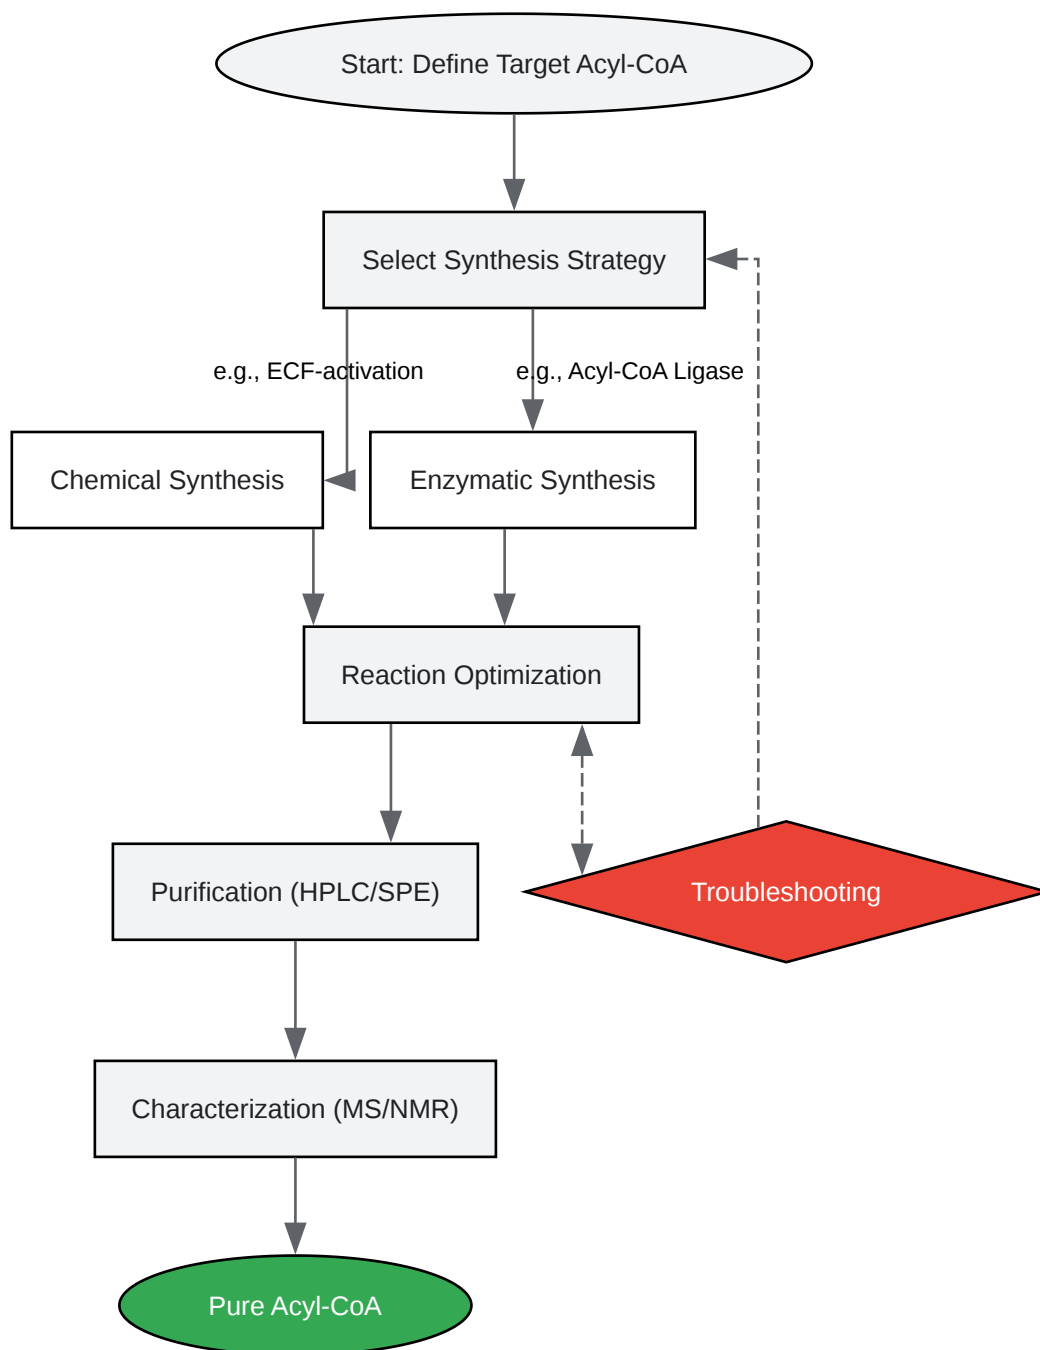 Start: Define Target Acyl-CoA
Select Synthesis Strategy
e.g., ECF-activation
e.g., Acyl-CoA Ligase
Chemical Synthesis
Enzymatic Synthesis
Reaction Optimization
Purification (HPLC/SPE)
Troubleshooting
Characterization (MS/NMR)
Pure Acyl-CoA